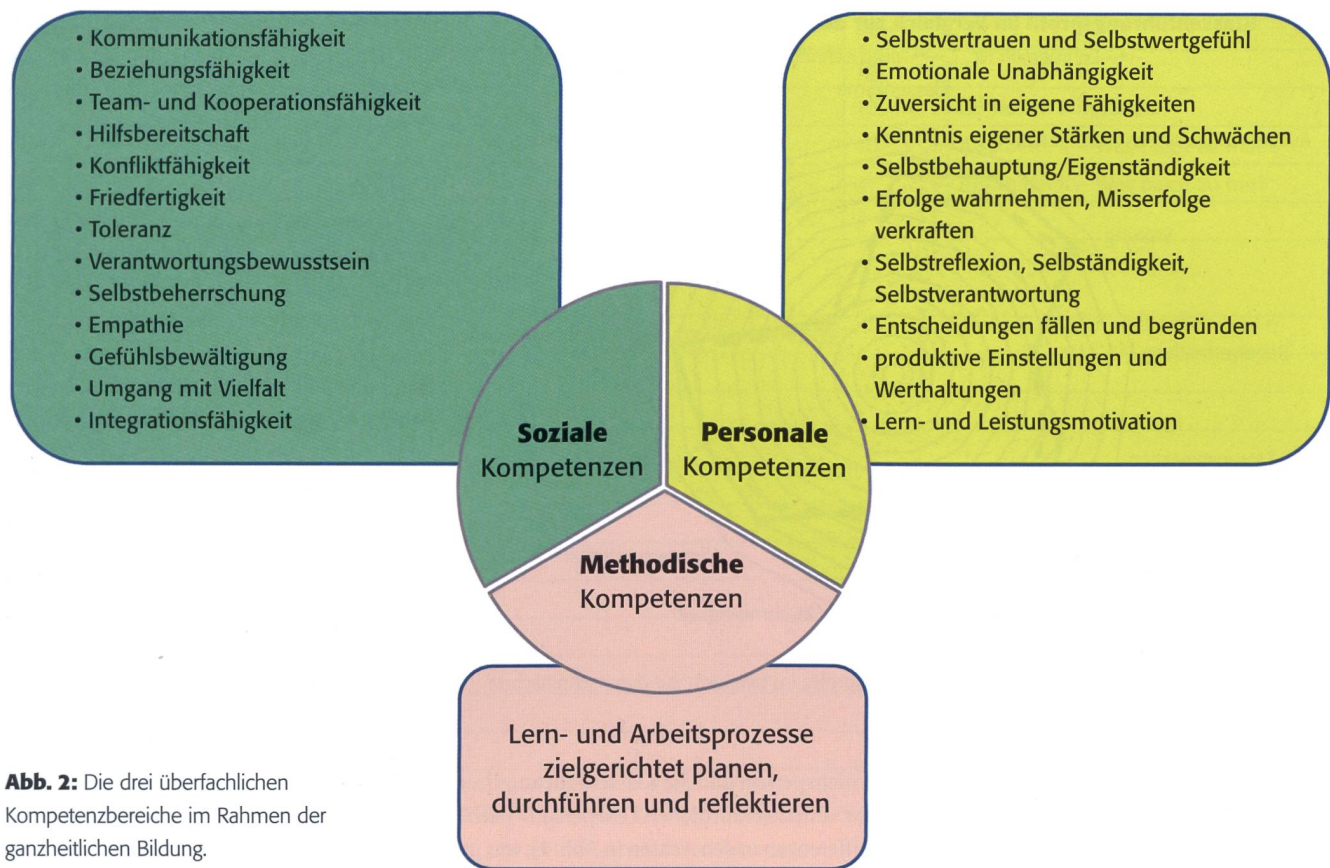 • Kommunikationsfähigkeit
• Beziehungsfähigkeit
• Team- und Kooperationsfähigkeit
• Hilfsbereitschaft
• Konfliktfähigkeit
• Friedfertigkeit
• Toleranz
• Verantwortungsbewusstsein
• Selbstbeherrschung
• Empathie
• Gefühlsbewältigung
• Umgang mit Vielfalt
• Integrationsfähigkeit
• Selbstvertrauen und Selbstwertgefühl
• Emotionale Unabhängigkeit
• Zuversicht in eigene Fähigkeiten
• Kenntnis eigener Stärken und Schwächen
• Selbstbehauptung/Eigenständigkeit
• Erfolge wahrnehmen, Misserfolge
verkraften
• Selbstreflexion, Selbständigkeit,
Selbstverantwortung
• Entscheidungen fällen und begründen
• produktive Einstellungen und
Werthaltungen
• Lern- und Leistungsmotivation
Soziale
Kompetenzen
Personale
Kompetenzen
Methodische
Kompetenzen
Lern- und Arbeitsprozesse
zielgerichtet planen,
durchführen und reflektieren
Abb. 2: Die drei überfachlichen
Kompetenzbereiche im Rahmen der
ganzheitlichen Bildung.